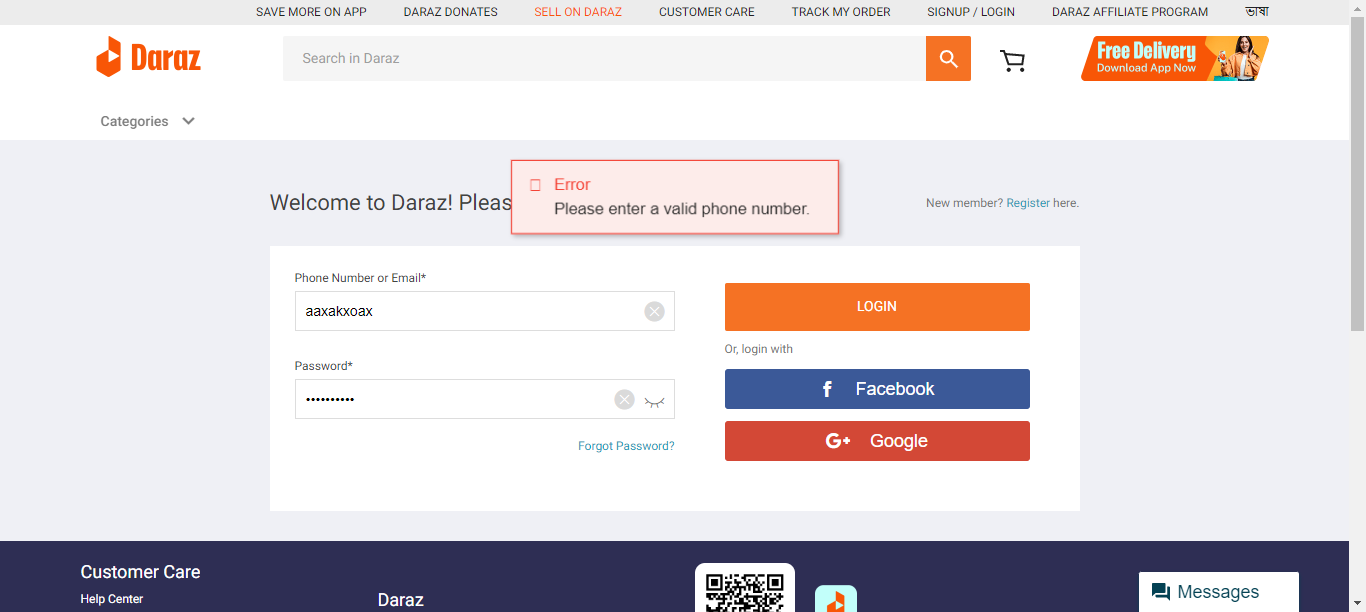 SAVE MORE ON APP
DARAZ DONATES
SELL ON DARAZ
CUSTOMER CARE
TRACK MY ORDER
SIGNUP / LOGIN
DARAZ AFFILIATE PROGRAM
ভাষা
Daraz
Search in Daraz
Free Delivery
Download App Now
Categories
Error
Please enter a valid phone number.
Welcome to Daraz! Pleas
New member? Register here.
Phone Number or Email*
aaxakxoax
Password*
Forgot Password?
LOGIN
Or, login with
Facebook
G+ Google
Customer Care
Help Center
Daraz
Messages